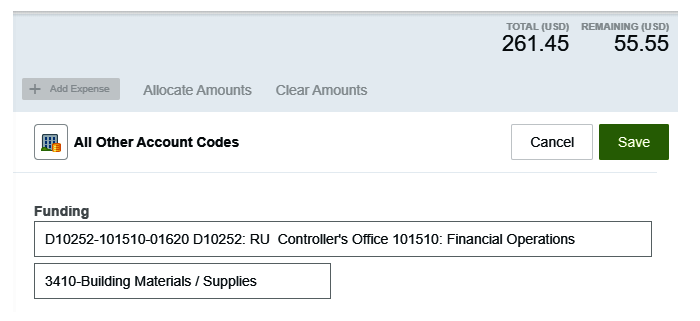 TOTAL (USD) REMAINING (USD)
261.45 55.55
+ Add Expense Allocate Amounts Clear Amounts
All Other Account Codes Cancel Save
Funding
D10252-101510-01620 D10252: RU  Controller's Office 101510: Financial Operations
3410-Building Materials / Supplies